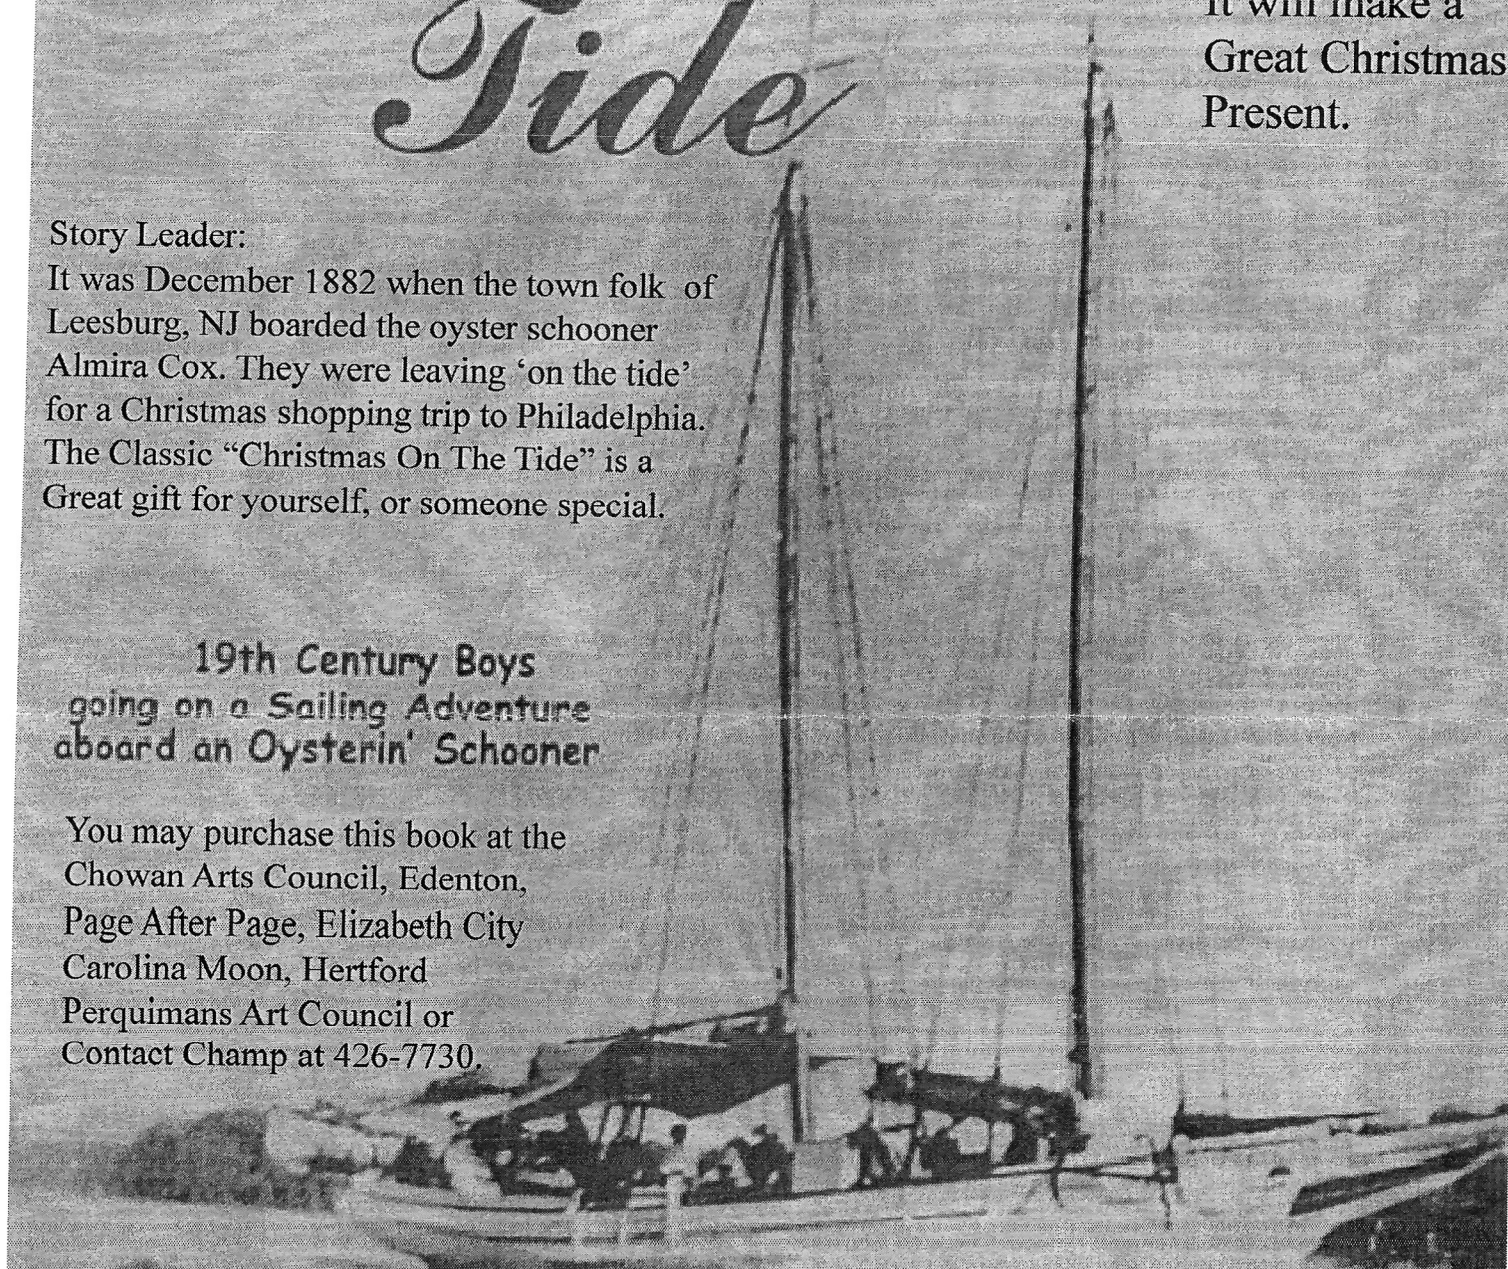 Tide
It will make a
Great Christmas
Present.
Story Leader:
It was December 1882 when the town folk of
Leesburg, NJ boarded the oyster schooner
Almira Cox. They were leaving ‘on the tide’
for a Christmas shopping trip to Philadelphia.
The Classic “Christmas On The Tide” is a
Great gift for yourself, or someone special.
19th Century Boys
going on a Sailing Adventure
aboard an Oysterin' Schooner
You may purchase this book at the
Chowan Arts Council, Edenton,
Page After Page, Elizabeth City
Carolina Moon, Hertford
Perquimans Art Council or
Contact Champ at 426-7730.